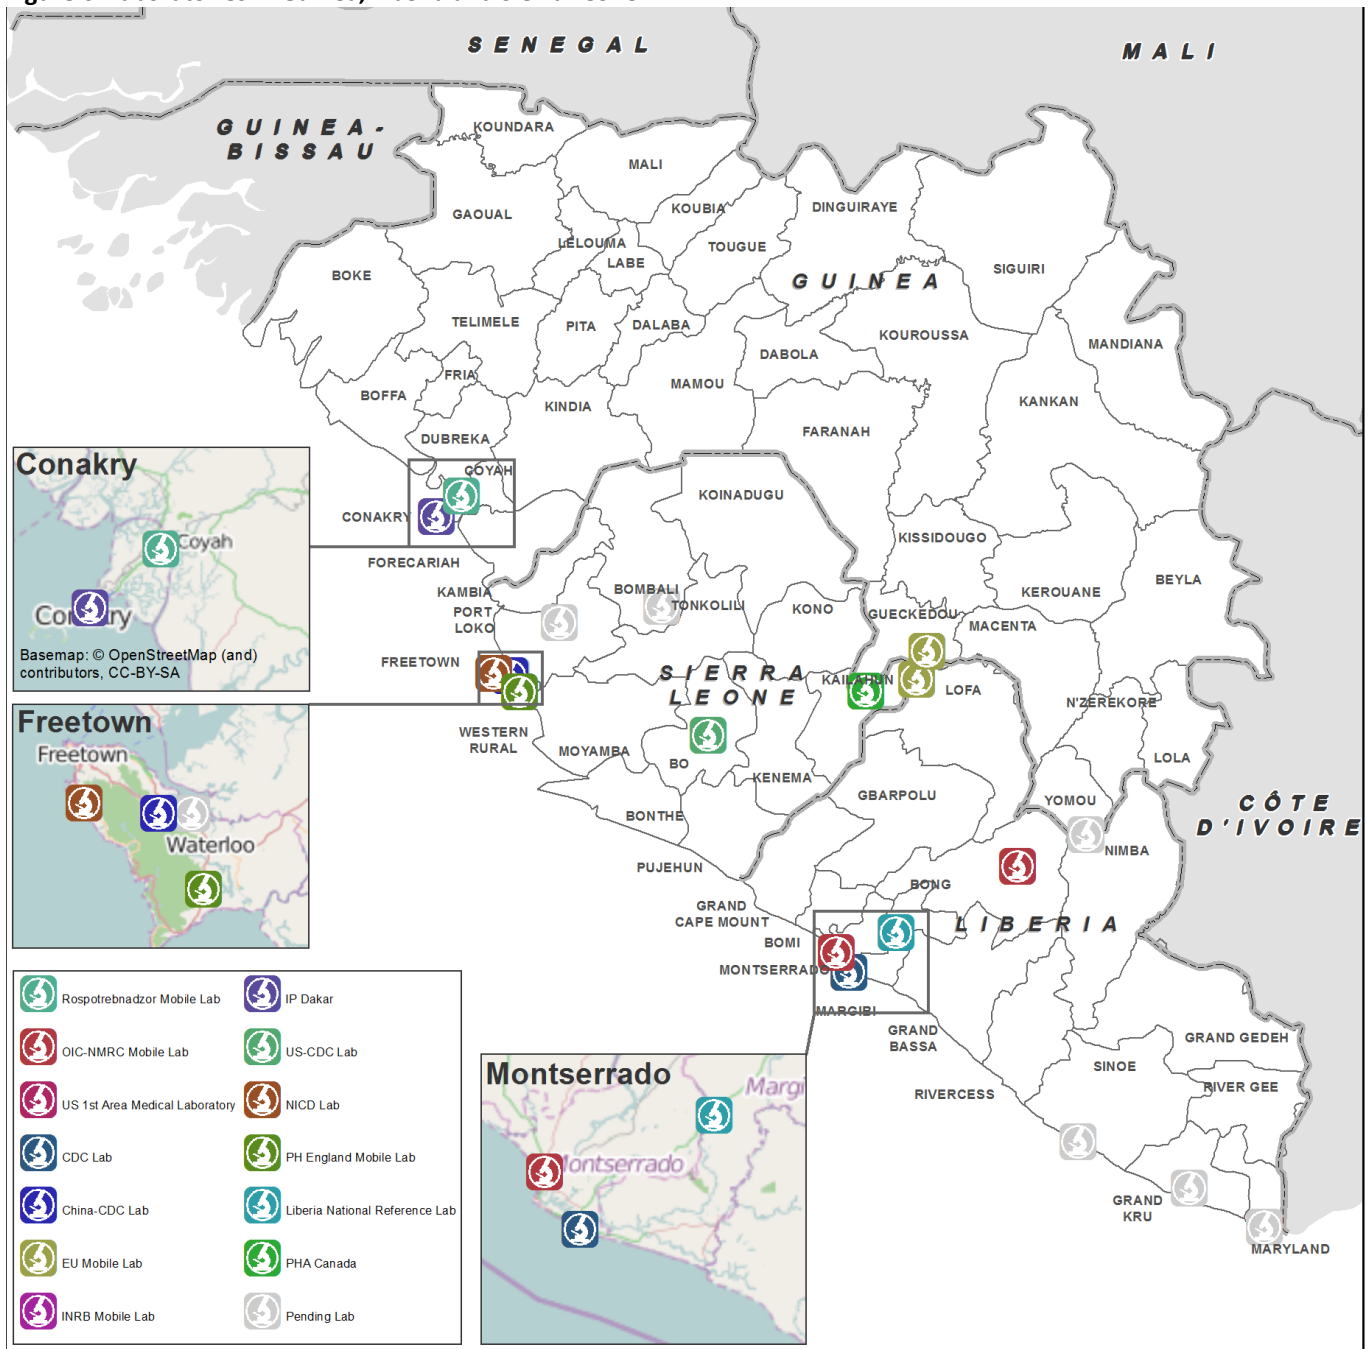 SENEGAL
MALI
GUINEA-
BISSAU
KOUNDARA
MALI
KOUBIA
DINGUIRAYE
GAOUAL
LELOUMA
LABE
TOUGUE
GUINEA
SIGUIRI
BOKE
TELIMELE
PITA
DALABA
KOUROUSSA
MANDIANA
DABOLA
FRIA
BOFFA
MAMOU
KINDIA
KANKAN
FARANAH
DUBREKA
COYAH
CONAKRY
KOINADUGU
FORECARIAH
KISSIDOUGO
KAMBIA
BOMBALI
TONKOLILI
KONO
KEROUANE
BEYLA
PORT
LOKO
GUECKEDOU
MACENTA
FREETOWN
SIERRA
LEONE
KAILAHUN
LOFA
N'ZEREKORE
WESTERN
RURAL
MOYAMBA
BO
KENEMA
LOLA
GBARPOLU
YOMOU
CÔTE
D'IVOIRE
BONTHE
NIMBA
PUJEHUN
BONG
GRAND
CAPE MOUNT
LIBERIA
BOMI
MONTSERRADO
MARGIBI
GRAND
BASSA
GRAND GEDEH
SINOE
RIVER GEE
RIVERCESS
GRAND
KRU
MARYLAND
Conakry
Coyah
Basemap: © OpenStreetMap (and)
contributors, CC-BY-SA
Freetown
Freetown
Waterloo
Montserrado
Rospotrebnadzor Mobile Lab
IP Dakar
OIC-NMRC Mobile Lab
US-CDC Lab
US 1st Area Medical Laboratory
NICD Lab
CDC Lab
PH England Mobile Lab
China-CDC Lab
Liberia National Reference Lab
EU Mobile Lab
PHA Canada
INRB Mobile Lab
Pending Lab